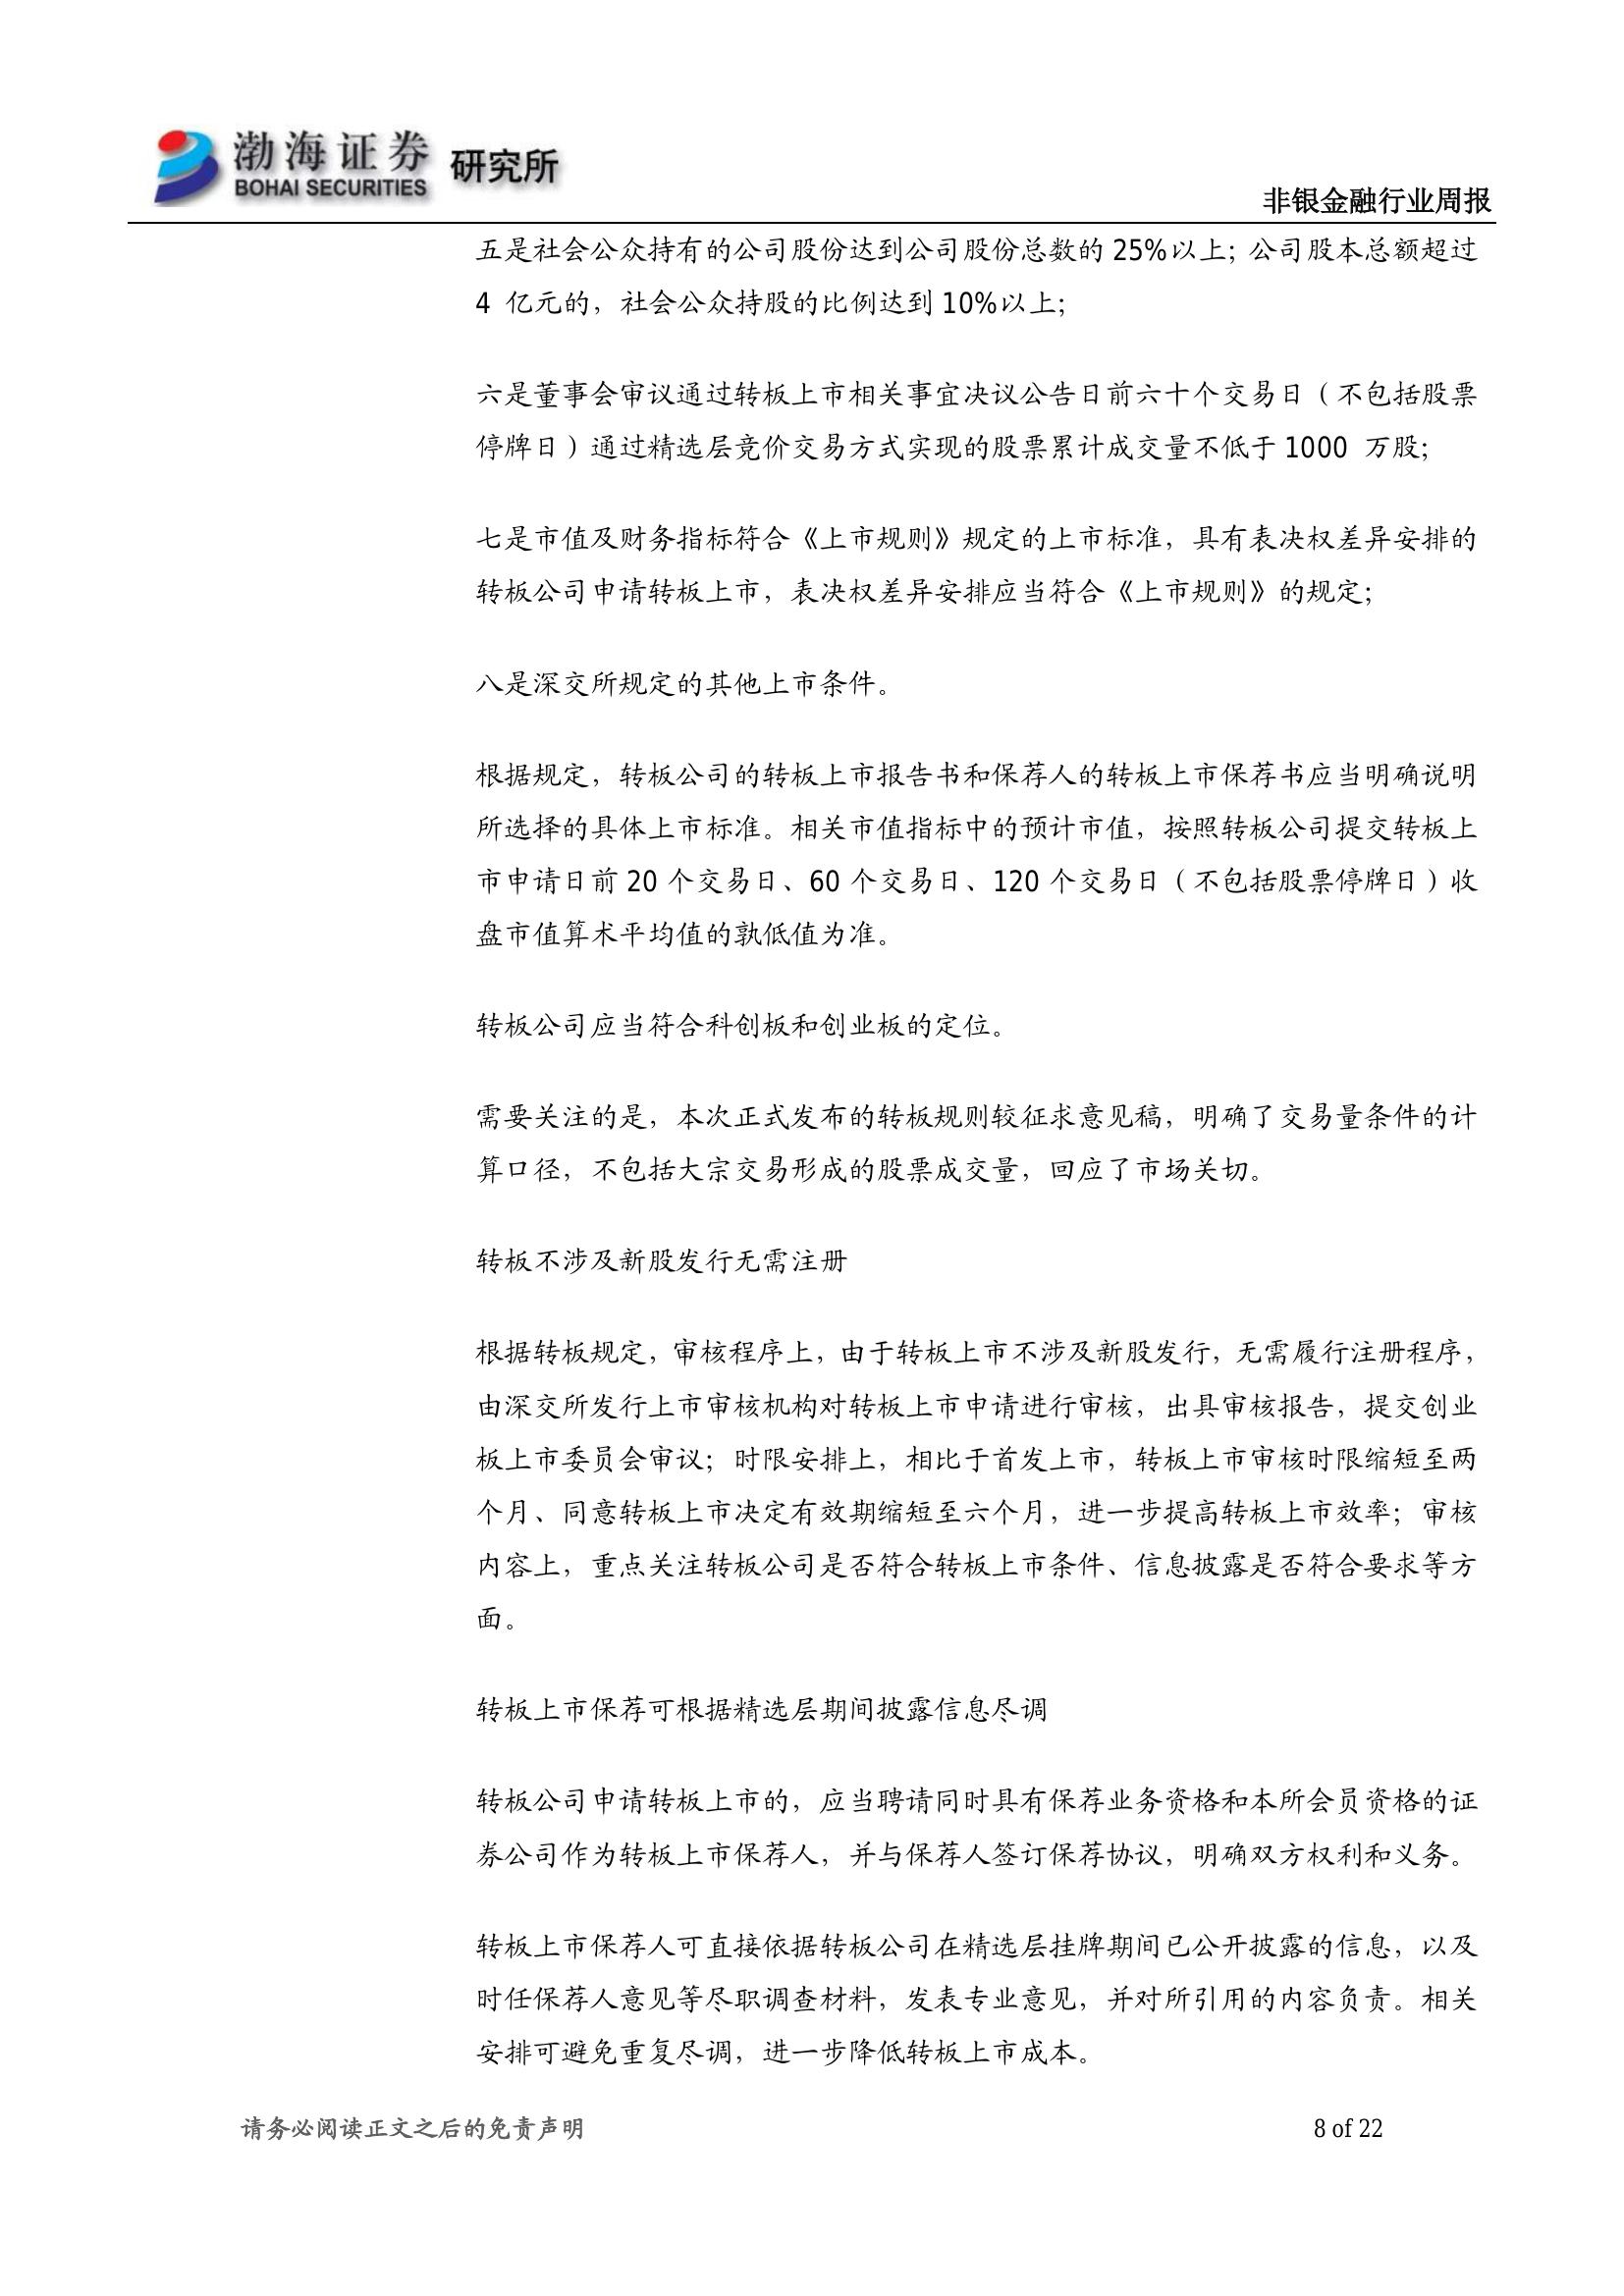 渤海证券 研究所
BOHAI SECURITIES
非银金融行业周报
五是社会公众持有的公司股份达到公司股份总数的 25%以上；公司股本总额超过
4 亿元的，社会公众持股的比例达到 10%以上；
六是董事会审议通过转板上市相关事宜决议公告日前六十个交易日（不包括股票
停牌日）通过精选层竞价交易方式实现的股票累计成交量不低于 1000 万股；
七是市值及财务指标符合《上市规则》规定的上市标准，具有表决权差异安排的
转板公司申请转板上市，表决权差异安排应当符合《上市规则》的规定；
八是深交所规定的其他上市条件。
根据规定，转板公司的转板上市报告书和保荐人的转板上市保荐书应当明确说明
所选择的具体上市标准。相关市值指标中的预计市值，按照转板公司提交转板上
市申请日前 20 个交易日、60 个交易日、120 个交易日（不包括股票停牌日）收
盘市值算术平均值的孰低值为准。
转板公司应当符合科创板和创业板的定位。
需要关注的是，本次正式发布的转板规则较征求意见稿，明确了交易量条件的计
算口径，不包括大宗交易形成的股票成交量，回应了市场关切。
转板不涉及新股发行无需注册
根据转板规定，审核程序上，由于转板上市不涉及新股发行，无需履行注册程序，
由深交所发行上市审核机构对转板上市申请进行审核，出具审核报告，提交创业
板上市委员会审议；时限安排上，相比于首发上市，转板上市审核时限缩短至两
个月、同意转板上市决定有效期缩短至六个月，进一步提高转板上市效率；审核
内容上，重点关注转板公司是否符合转板上市条件、信息披露是否符合要求等方
面。
转板上市保荐可根据精选层期间披露信息尽调
转板公司申请转板上市的，应当聘请同时具有保荐业务资格和本所会员资格的证
券公司作为转板上市保荐人，并与保荐人签订保荐协议，明确双方权利和义务。
转板上市保荐人可直接依据转板公司在精选层挂牌期间已公开披露的信息，以及
时任保荐人意见等尽职调查材料，发表专业意见，并对所引用的内容负责。相关
安排可避免重复尽调，进一步降低转板上市成本。
请务必阅读正文之后的免责声明
8 of 22